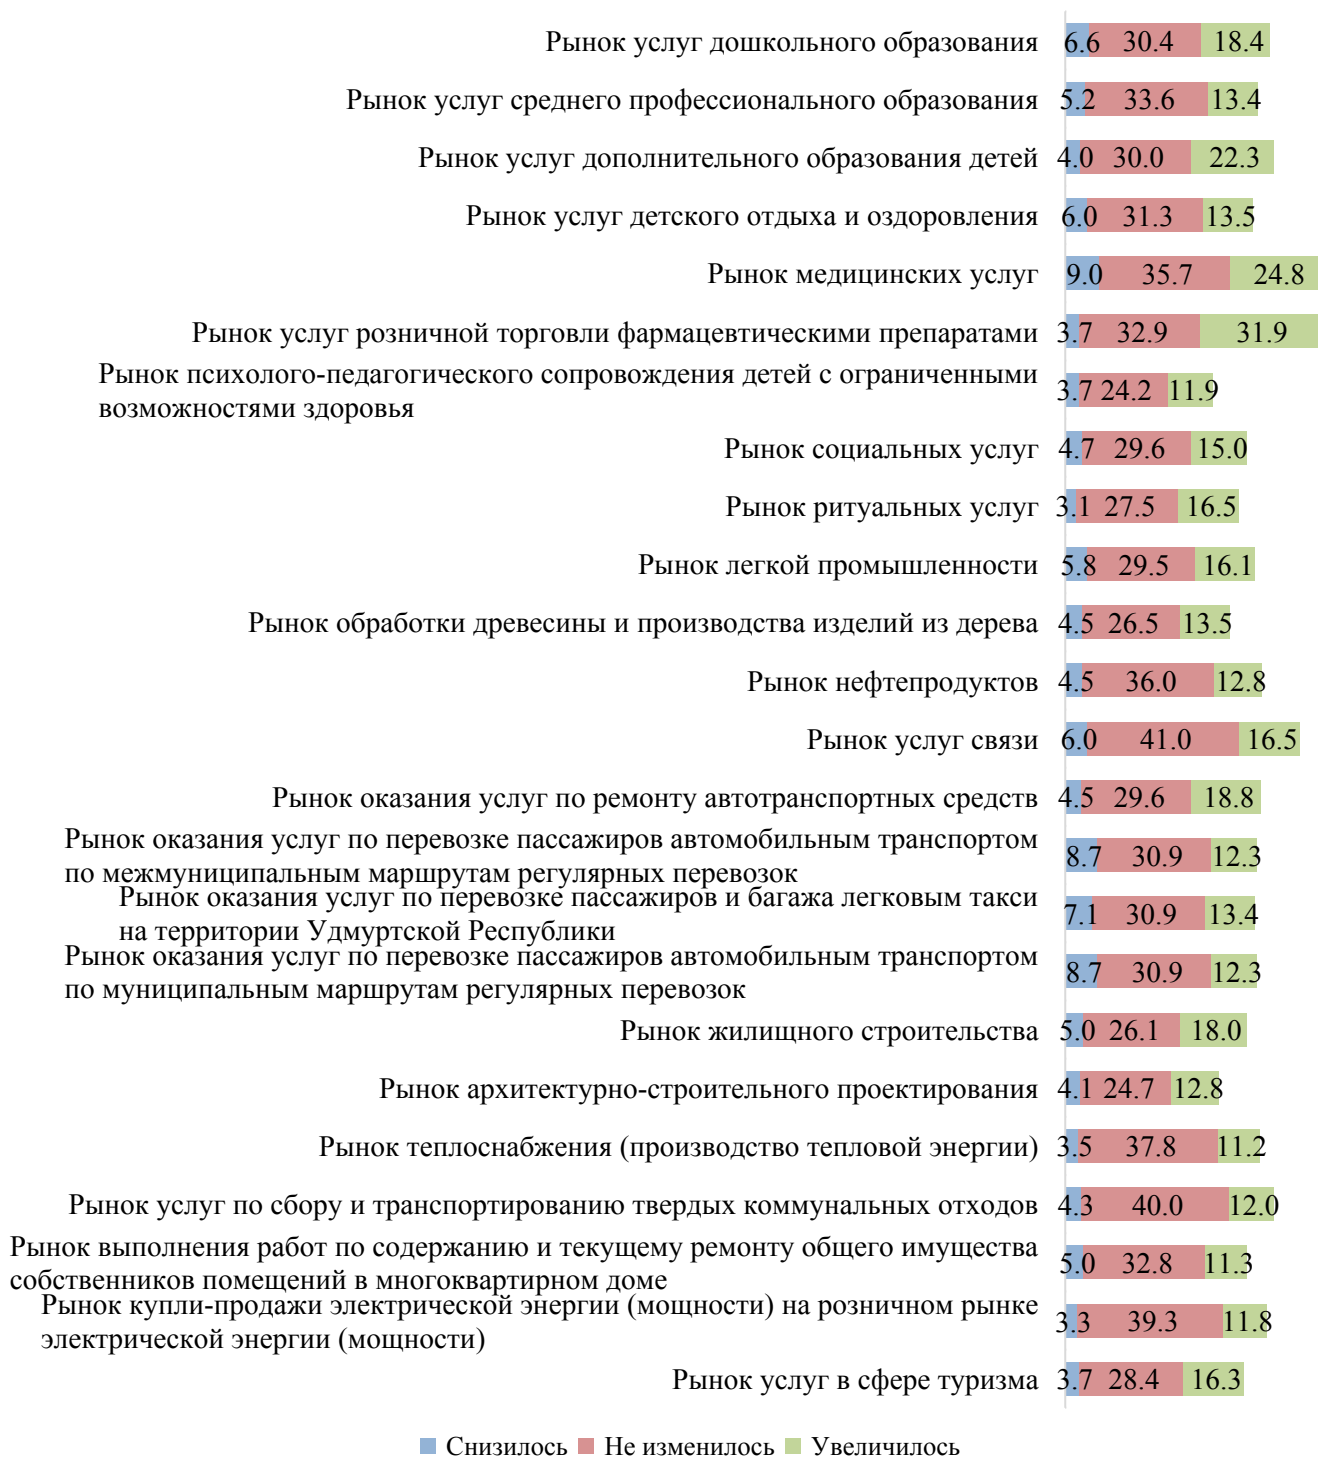 Рынок услуг дошкольного образования 6.6 30.4 18.4
Рынок услуг среднего профессионального образования 5.2 33.6 13.4
Рынок услуг дополнительного образования детей 4.0 30.0 22.3
Рынок услуг детского отдыха и оздоровления 6.0 31.3 13.5
Рынок медицинских услуг 9.0 35.7 24.8
Рынок услуг розничной торговли фармацевтическими препаратами 3.7 32.9 31.9
Рынок психолого-педагогического сопровождения детей с ограниченными
возможностями здоровья 3.7 24.2 11.9
Рынок социальных услуг 4.7 29.6 15.0
Рынок ритуальных услуг 3.1 27.5 16.5
Рынок легкой промышленности 5.8 29.5 16.1
Рынок обработки древесины и производства изделий из дерева 4.5 26.5 13.5
Рынок нефтепродуктов 4.5 36.0 12.8
Рынок услуг связи 6.0 41.0 16.5
Рынок оказания услуг по ремонту автотранспортных средств 4.5 29.6 18.8
Рынок оказания услуг по перевозке пассажиров автомобильным транспортом
по межмуниципальным маршрутам регулярных перевозок 8.7 30.9 12.3
Рынок оказания услуг по перевозке пассажиров и багажа легковым такси
на территории Удмуртской Республики 7.1 30.9 13.4
Рынок оказания услуг по перевозке пассажиров автомобильным транспортом
по муниципальным маршрутам регулярных перевозок 8.7 30.9 12.3
Рынок жилищного строительства 5.0 26.1 18.0
Рынок архитектурно-строительного проектирования 4.1 24.7 12.8
Рынок теплоснабжения (производство тепловой энергии) 3.5 37.8 11.2
Рынок услуг по сбору и транспортированию твердых коммунальных отходов 4.3 40.0 12.0
Рынок выполнения работ по содержанию и текущему ремонту общего имущества
собственников помещений в многоквартирном доме 5.0 32.8 11.3
Рынок купли-продажи электрической энергии (мощности) на розничном рынке
электрической энергии (мощности) 3.3 39.3 11.8
Рынок услуг в сфере туризма 3.7 28.4 16.3
Снизилось Не изменилось Увеличилось